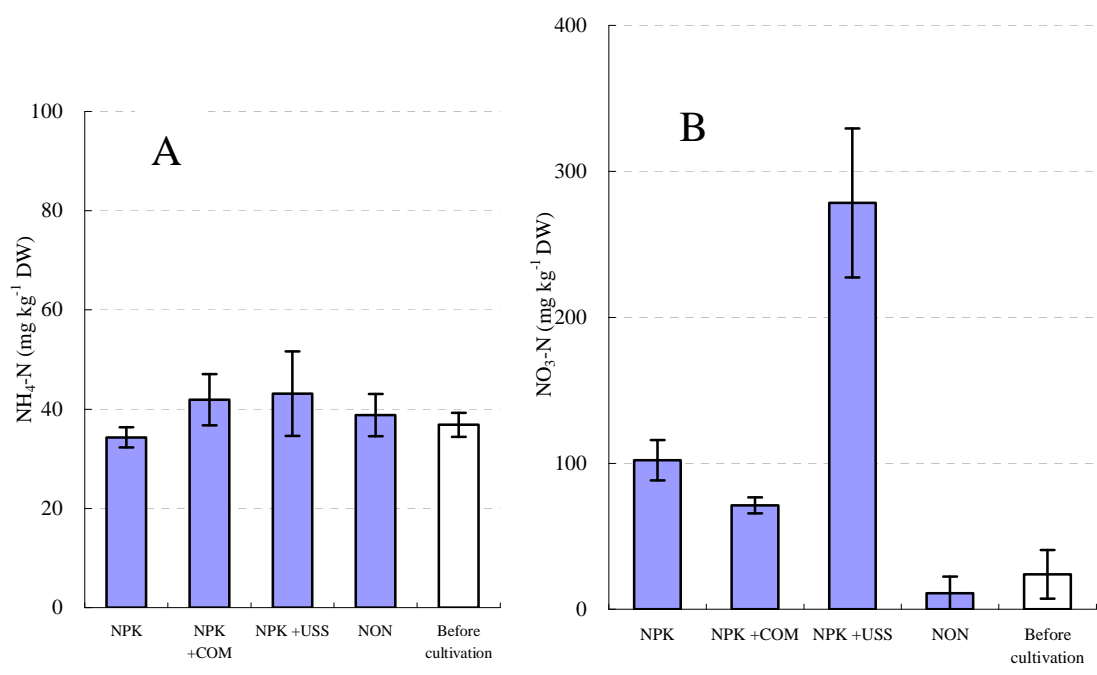 A
NH₄-N (mg kg⁻¹ DW)
100
80
60
40
20
0
NPK
NPK
+COM
NPK +USS
NON
Before
cultivation
B
NO₃-N (mg kg⁻¹ DW)
400
300
200
100
0
NPK
NPK +COM
NPK +USS
NON
Before
cultivation